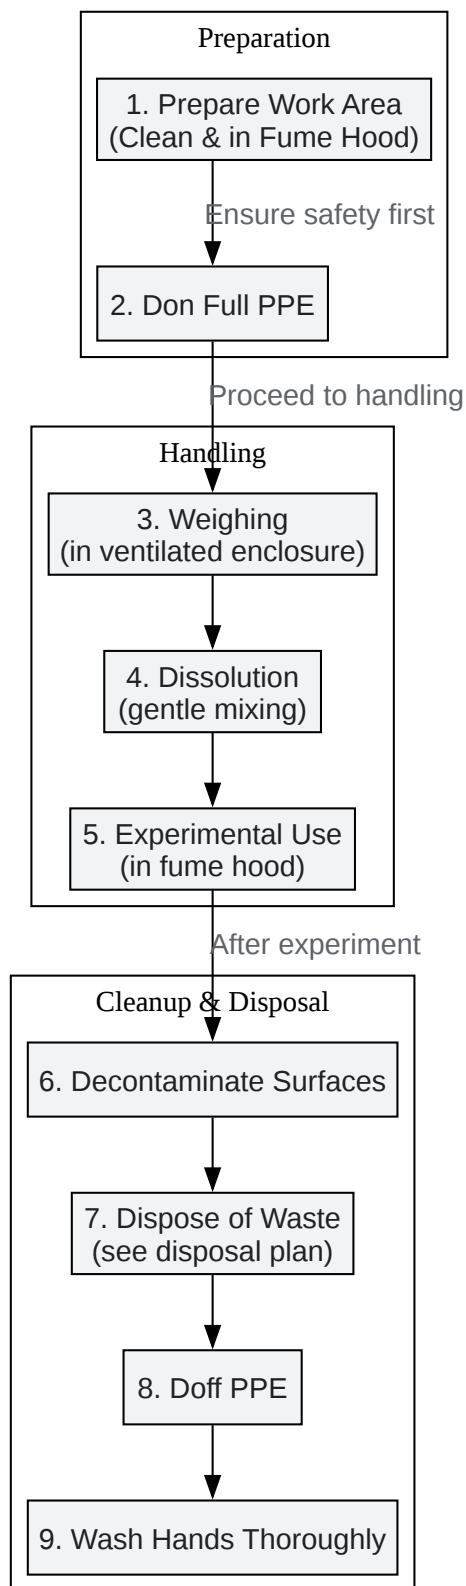 Preparation
1. Prepare Work Area
(Clean & in Fume Hood)
Ensure safety first
2. Don Full PPE
Proceed to handling
Handling
3. Weighing
(in ventilated enclosure)
4. Dissolution
(gentle mixing)
5. Experimental Use
(in fume hood)
After experiment
Cleanup & Disposal
6. Decontaminate Surfaces
7. Dispose of Waste
(see disposal plan)
8. Doff PPE
9. Wash Hands Thoroughly